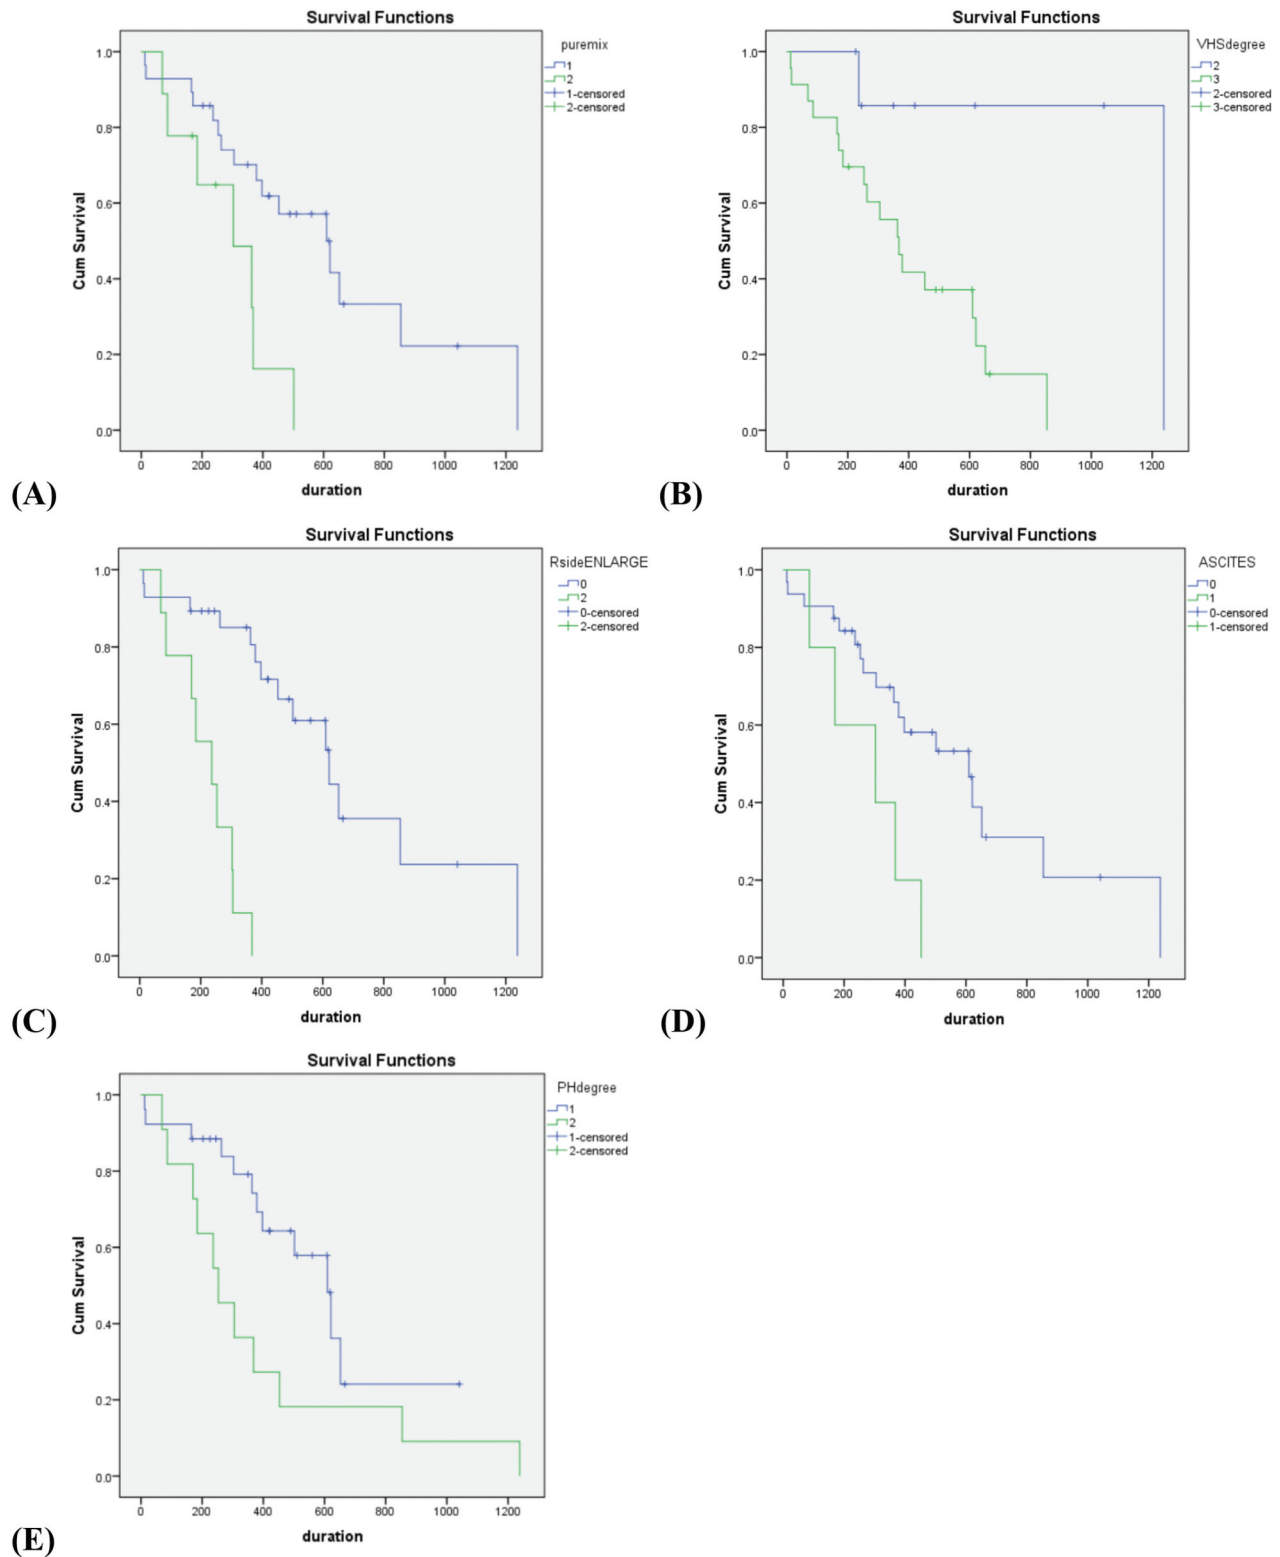 Survival Functions
puremix
1
2
1-censored
2-censored
Cum Survival
1.0
0.8
0.6
0.4
0.2
0.0
0 200 400 600 800 1000 1200
duration
(A)
Survival Functions
VHSdegree
2
3
2-censored
3-censored
Cum Survival
1.0
0.8
0.6
0.4
0.2
0.0
0 200 400 600 800 1000 1200
duration
(B)
Survival Functions
RsideENLARGE
0
2
0-censored
2-censored
Cum Survival
1.0
0.8
0.6
0.4
0.2
0.0
0 200 400 600 800 1000 1200
duration
(C)
Survival Functions
ASCITES
0
1
0-censored
1-censored
Cum Survival
1.0
0.8
0.6
0.4
0.2
0.0
0 200 400 600 800 1000 1200
duration
(D)
Survival Functions
PHdegree
1
2
1-censored
2-censored
Cum Survival
1.0
0.8
0.6
0.4
0.2
0.0
0 200 400 600 800 1000 1200
duration
(E)